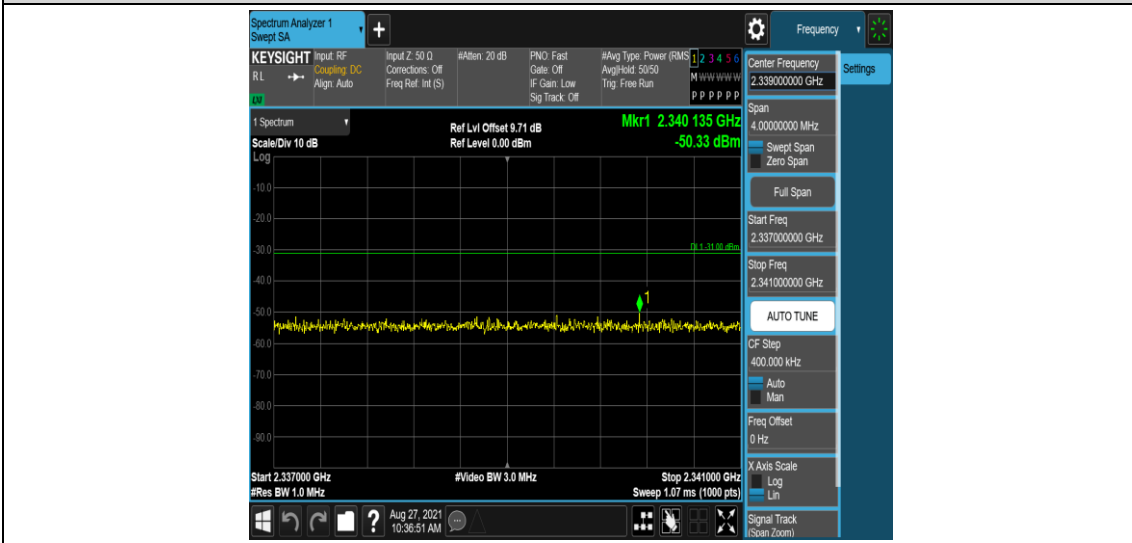 Spectrum Analyzer 1
Swept SA
+
Frequency
KEYSIGHT
Input: RF
Coupling: DC
Align: Auto
Input Z: 50 Ω
Corrections: Off
Freq Ref: Int (S)
#Atten: 20 dB
PNO: Fast
Gate: Off
IF Gain: Low
Sig Track: Off
#Avg Type: Power (RMS
Avg|Hold: 50/50
Trig: Free Run
1 2 3 4 5 6
M W W W W W
P P P P P P
R L
Center Frequency
2.339000000 GHz
Settings
Span
4.00000000 MHz
Swept Span
Zero Span
Full Span
Start Freq
2.337000000 GHz
Stop Freq
2.341000000 GHz
AUTO TUNE
CF Step
400.000 kHz
Auto
Man
Freq Offset
0 Hz
X Axis Scale
Log
Lin
Signal Track
(Span Zoom)
1 Spectrum
Scale/Div 10 dB
Log
Ref Lvl Offset 9.71 dB
Ref Level 0.00 dBm
Mkr1 2.340 135 GHz
-50.33 dBm
-10.0
-20.0
-30.0
DL1 -31.00 dBm
-40.0
1
-50.0
-60.0
-70.0
-80.0
-90.0
Start 2.337000 GHz
#Res BW 1.0 MHz
#Video BW 3.0 MHz
Stop 2.341000 GHz
Sweep 1.07 ms (1000 pts)
?
Aug 27, 2021
10:36:51 AM